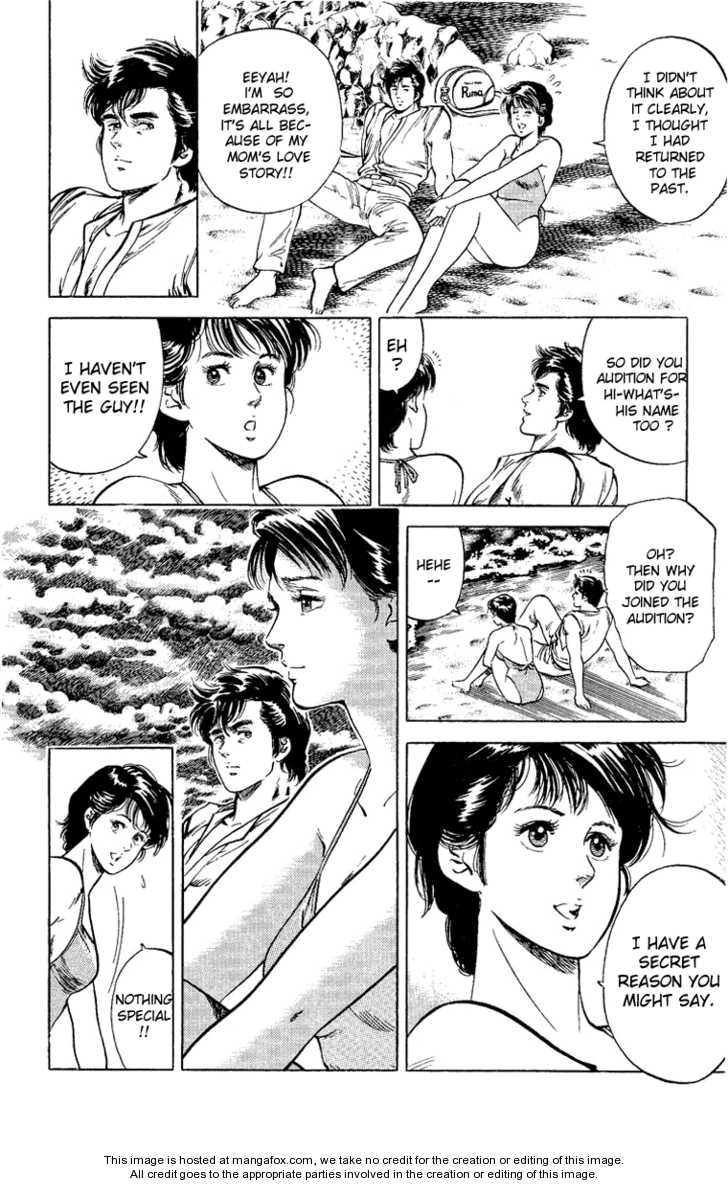 I DIDN'T
THINK ABOUT
IT CLEARLY,
I THOUGHT
I HAD
RETURNED
TO THE
PAST.
Puma
EEYAH!
I'M SO
EMBARRASS,
IT'S ALL BEC-
AUSE OF MY
MOM'S LOVE
STORY!!
SO DID YOU
AUDITION FOR
HI-WHAT'S-
HIS NAME
TOO ?
EH
?
I HAVEN'T
EVEN SEEN
THE GUY!!
OH?
THEN WHY
DID YOU
JOINED THE
AUDITION?
HEHE
--
I HAVE A
SECRET
REASON YOU
MIGHT SAY.
NOTHING
SPECIAL
!!
This image is hosted at mangafox.com, we take no credit for the creation or editing of this image.
All credit goes to the appropriate parties involved in the creation or editing of this image.